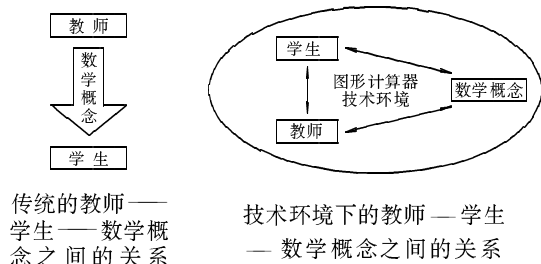 教师
数学概念
学生
传统的教师——
学生——数学概
念之间的关系
学生
图形计算器
技术环境
数学概念
教师
技术环境下的教师—学生
—数学概念之间的关系